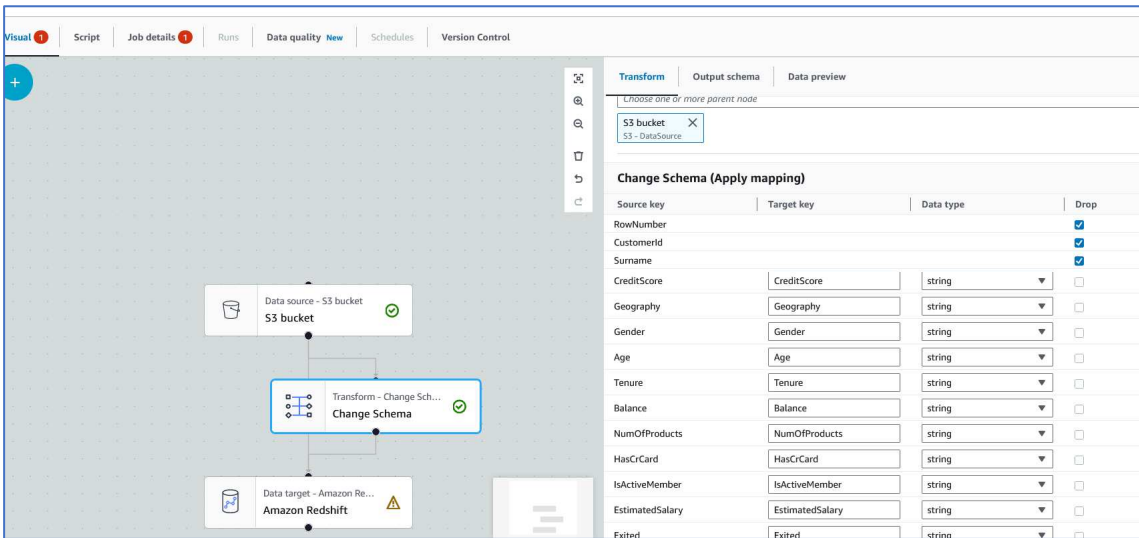 Visual 1 Script Job details 1 Runs Data quality New Schedules Version Control
Transform Output schema Data preview
Choose one or more parent node
S3 bucket
S3 - DataSource
Change Schema (Apply mapping)
Source key Target key Data type Drop
RowNumber
CustomerId
Surname
CreditScore CreditScore string
Geography Geography string
Gender Gender string
Age Age string
Tenure Tenure string
Balance Balance string
NumOfProducts NumOfProducts string
HasCrCard HasCrCard string
IsActiveMember IsActiveMember string
EstimatedSalary EstimatedSalary string
Exited Exited string
Data source - S3 bucket
S3 bucket
Transform - Change Sch...
Change Schema
Data target - Amazon Re...
Amazon Redshift